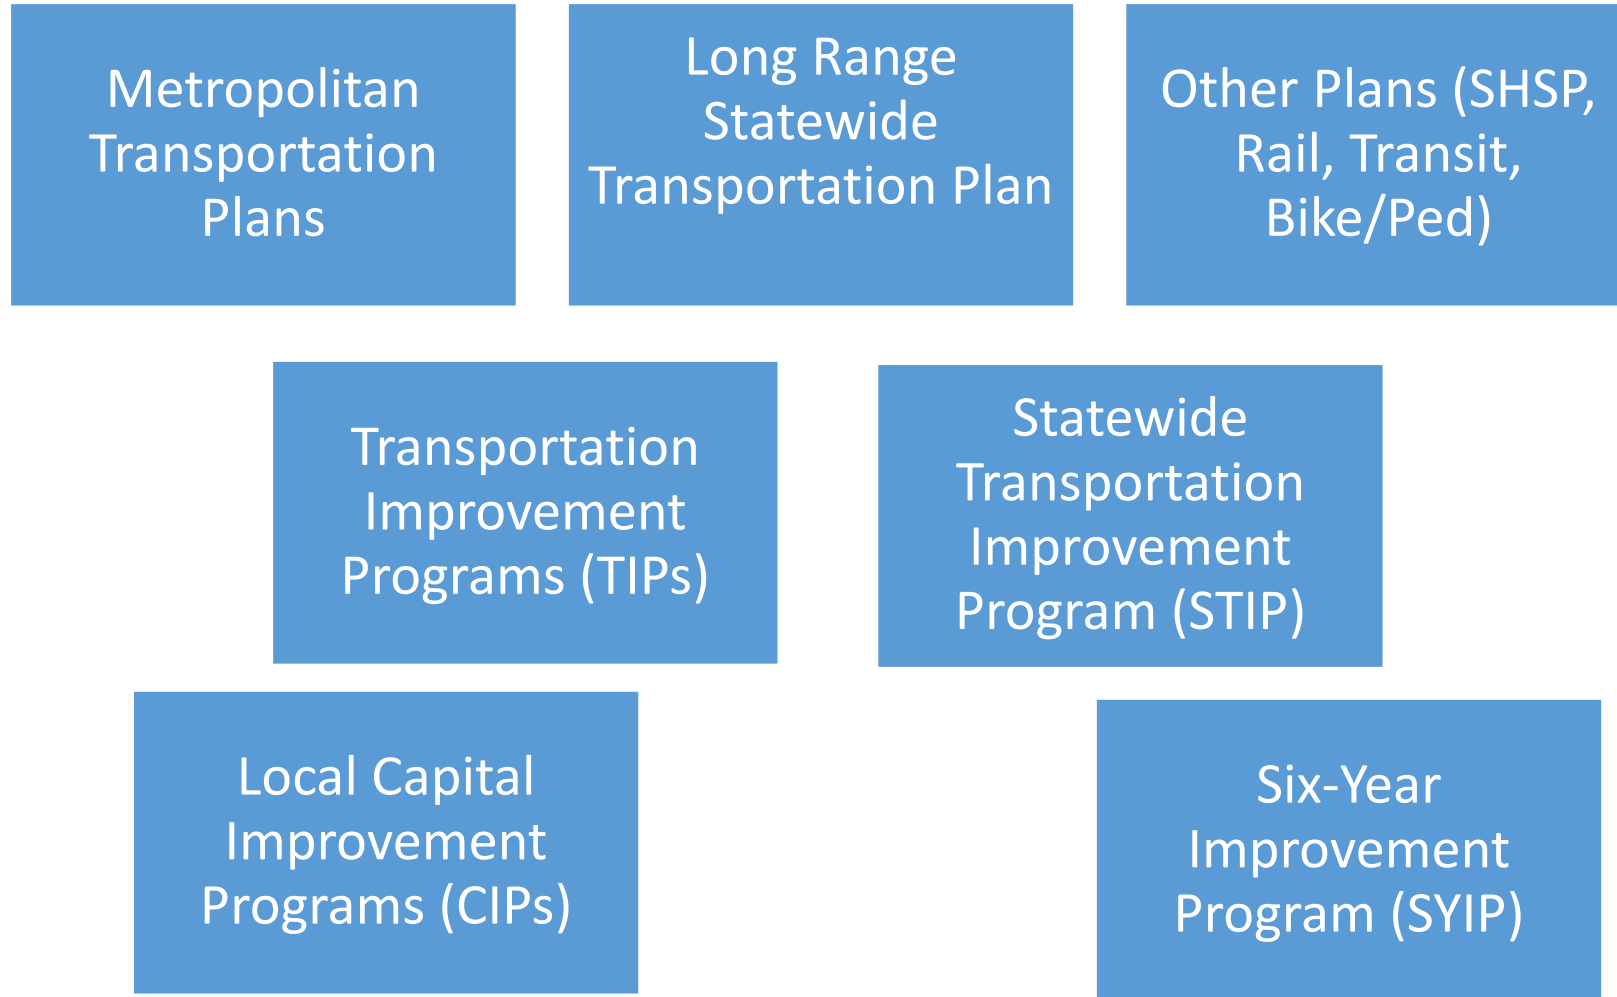 Metropolitan
Transportation
Plans
Long Range
Statewide
Transportation Plan
Other Plans (SHSP,
Rail, Transit,
Bike/Ped)
Transportation
Improvement
Programs (TIPs)
Statewide
Transportation
Improvement
Program (STIP)
Local Capital
Improvement
Programs (CIPs)
Six-Year
Improvement
Program (SYIP)